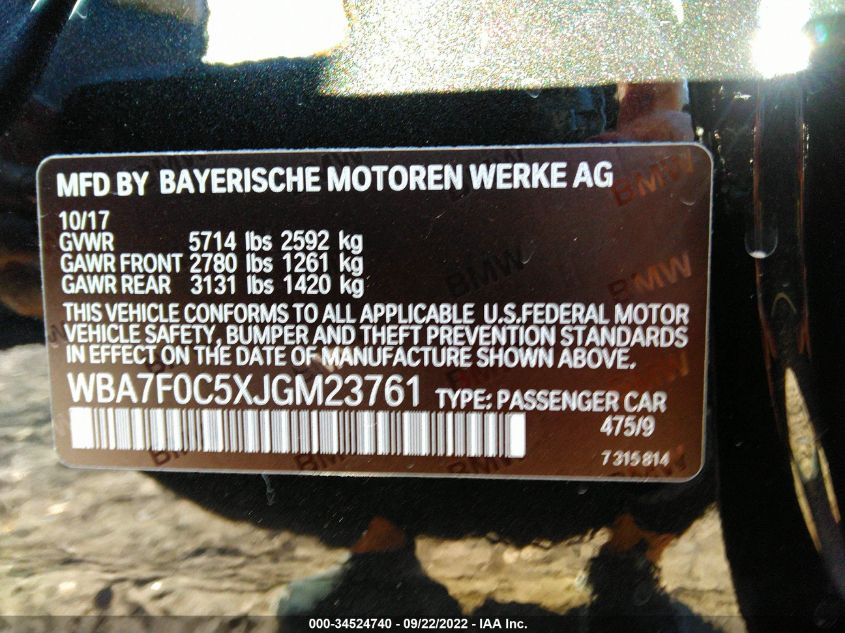 MFD BY BAYERISCHE MOTOREN WERKE AG
10/17
GVWR 5714 lbs 2592 kg
GAWR FRONT 2780 lbs 1261 kg
GAWR REAR 3131 lbs 1420 kg
THIS VEHICLE CONFORMS TO ALL APPLICABLE U.S.FEDERAL MOTOR
VEHICLE SAFETY, BUMPER AND THEFT PREVENTION STANDARDS
IN EFFECT ON THE DATE OF MANUFACTURE SHOWN ABOVE.
WBA7F0C5XJGM23761 TYPE: PASSENGER CAR
475/9
7 315 814
BMW
BMW
BMW
000-34524740 - 09/22/2022 - IAA Inc.